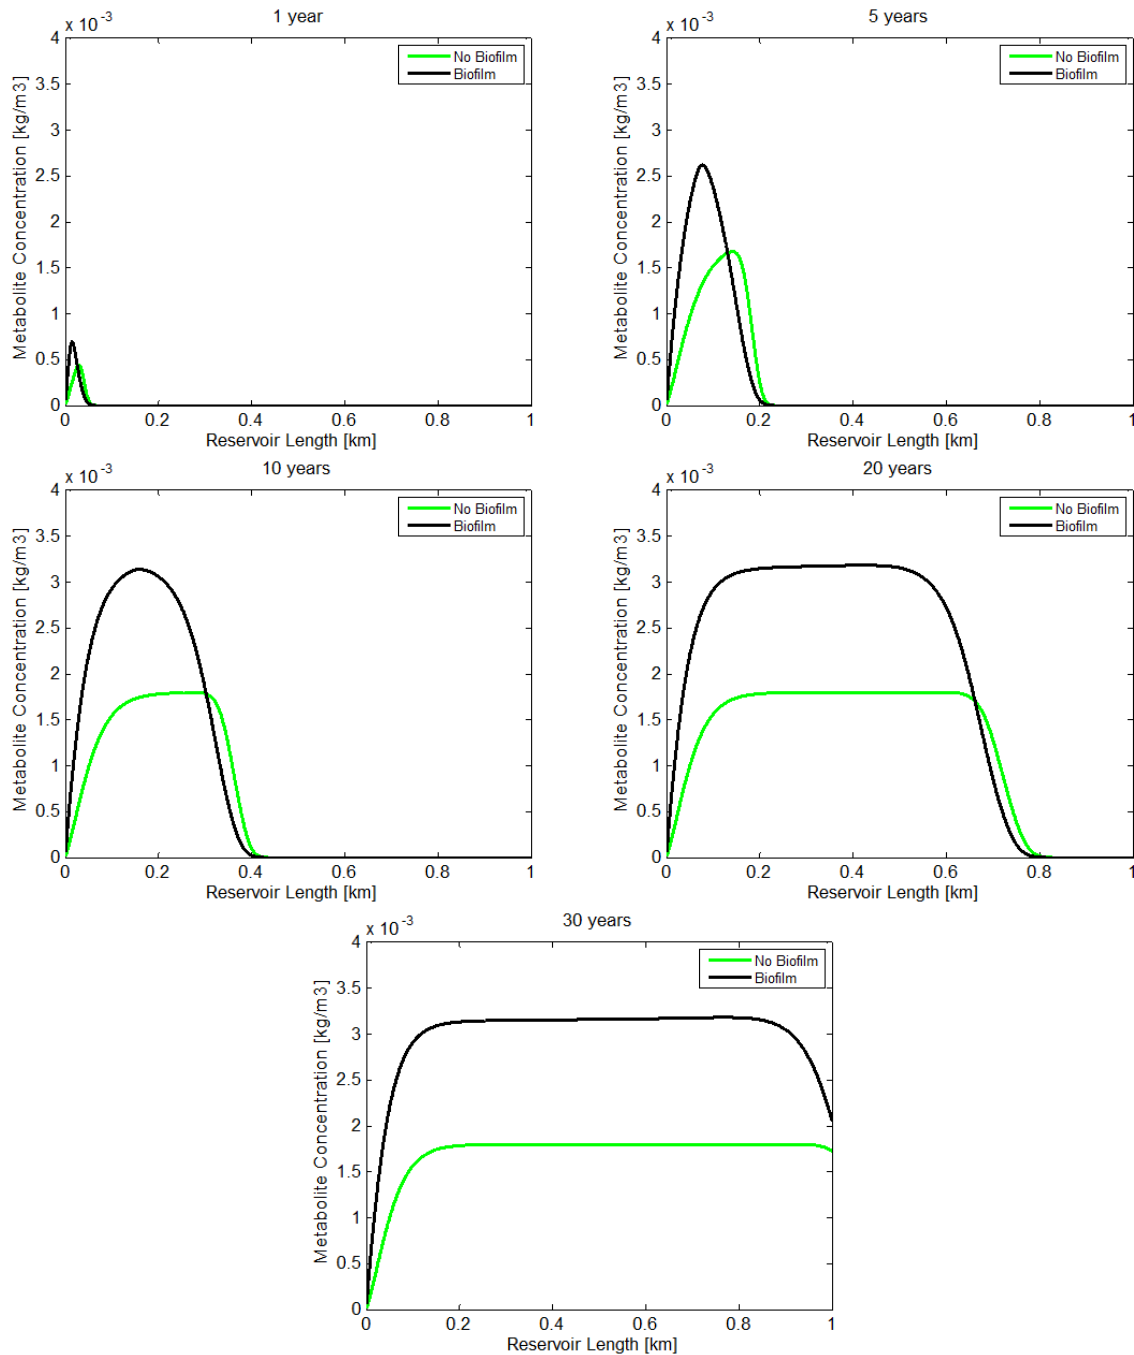 x 10^-3
1 year
4
3.5
3
2.5
2
1.5
1
0.5
0
Metabolite Concentration [kg/m3]
No Biofilm
Biofilm
0 0.2 0.4 0.6 0.8 1
Reservoir Length [km]
x 10^-3
5 years
4
3.5
3
2.5
2
1.5
1
0.5
0
Metabolite Concentration [kg/m3]
No Biofilm
Biofilm
0 0.2 0.4 0.6 0.8 1
Reservoir Length [km]
x 10^-3
10 years
4
3.5
3
2.5
2
1.5
1
0.5
0
Metabolite Concentration [kg/m3]
No Biofilm
Biofilm
0 0.2 0.4 0.6 0.8 1
Reservoir Length [km]
x 10^-3
20 years
4
3.5
3
2.5
2
1.5
1
0.5
0
Metabolite Concentration [kg/m3]
No Biofilm
Biofilm
0 0.2 0.4 0.6 0.8 1
Reservoir Length [km]
x 10^-3
30 years
4
3.5
3
2.5
2
1.5
1
0.5
0
Metabolite Concentration [kg/m3]
No Biofilm
Biofilm
0 0.2 0.4 0.6 0.8 1
Reservoir Length [km]